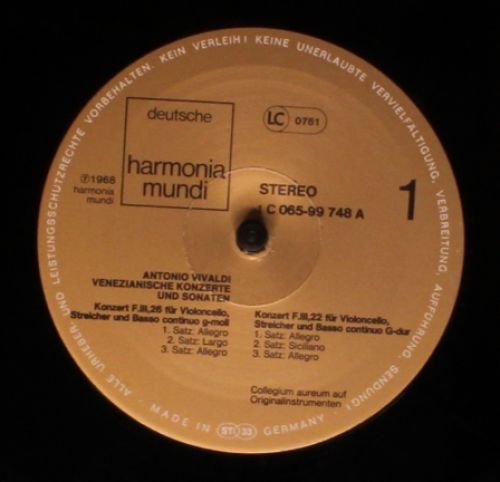 ALLE URHEBER- UND LEISTUNGSSCHUTZRECHTE VORBEHALTEN. KEIN VERLEIH! KEINE UNERLAUBTE VERVIELFÄLTIGUNG, VERBREITUNG, AUFFÜHRUNG, SENDUNG!
deutsche
harmonia
mundi
LC 0761
Ⓟ1968
harmonia
mundi
STEREO
1C 065-99 748 A
1
ANTONIO VIVALDI
VENEZIANISCHE KONZERTE
UND SONATEN
Konzert F.III,26 für Violoncello,
Streicher und Basso continuo g-moll
1. Satz: Allegro
2. Satz: Largo
3. Satz: Allegro
Konzert F.III,22 für Violoncello,
Streicher und Basso continuo G-dur
1. Satz: Allegro
2. Satz: Siciliano
3. Satz: Allegro
Collegium aureum auf
Originalinstrumenten
MADE IN GERMANY
ST 33